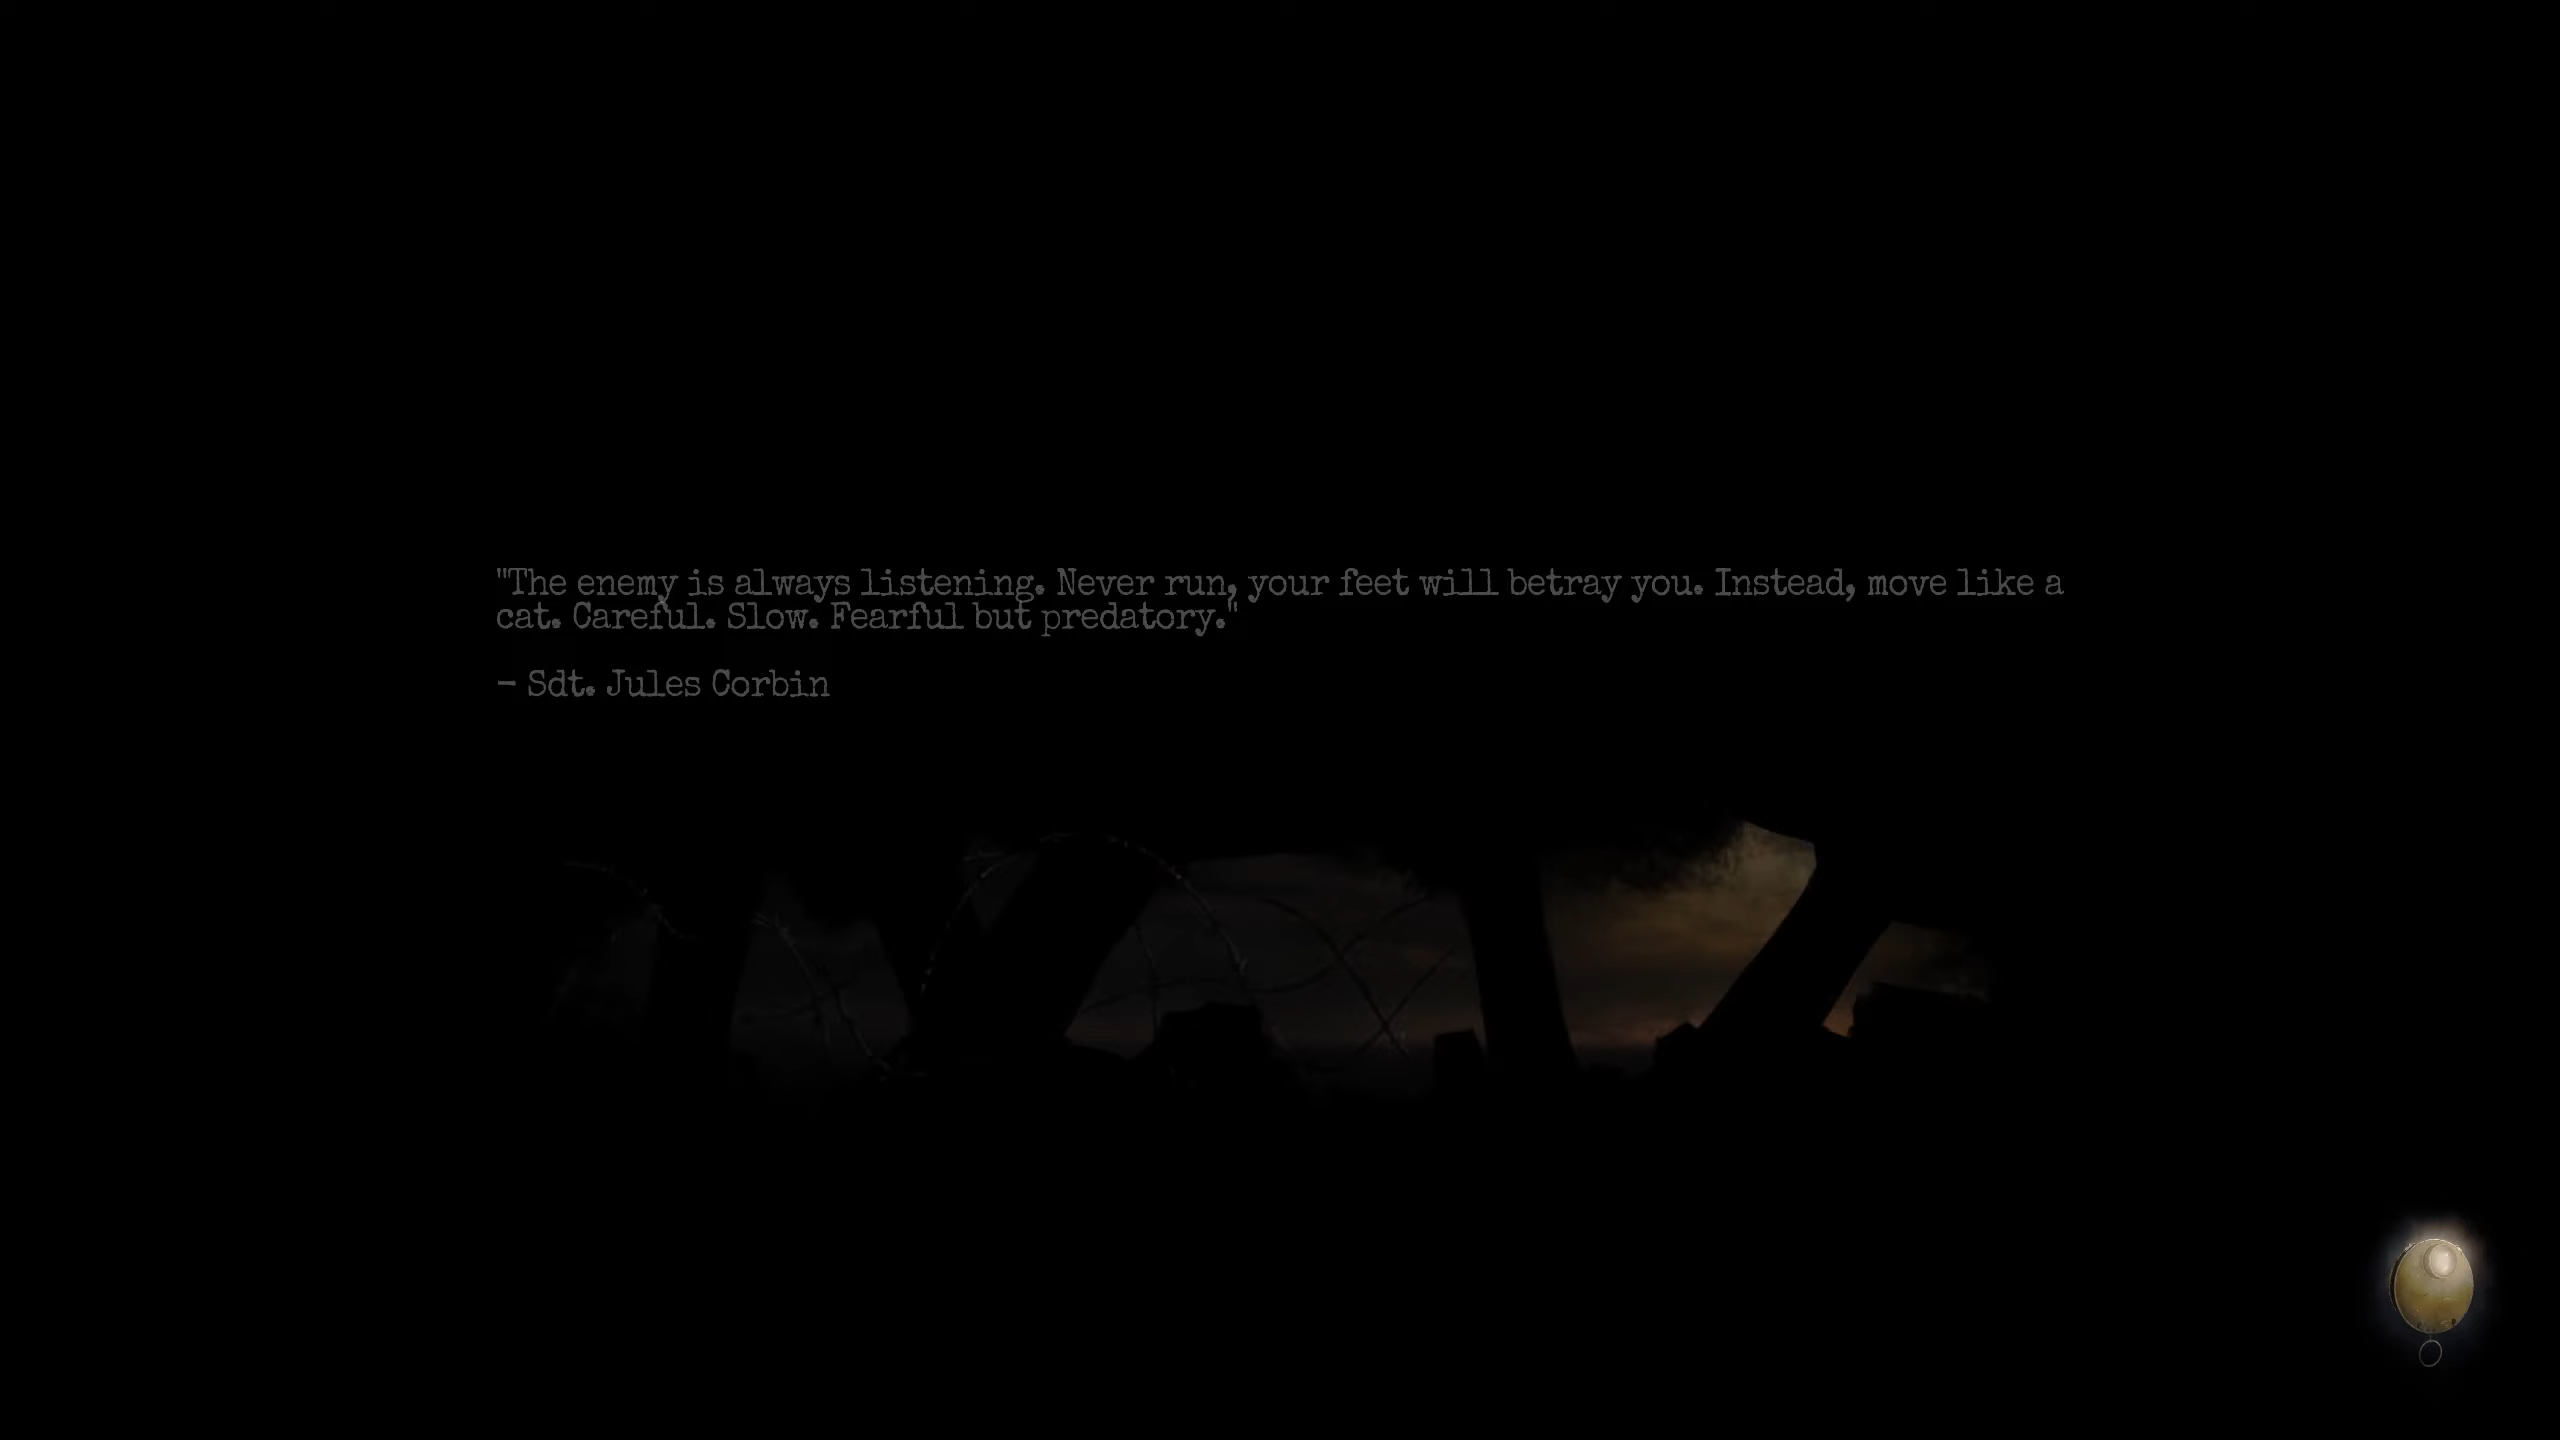 "The enemy is always listening. Never run, your feet will betray you. Instead, move like a
cat. Careful. Slow. Fearful but predatory."
- Sdt. Jules Corbin